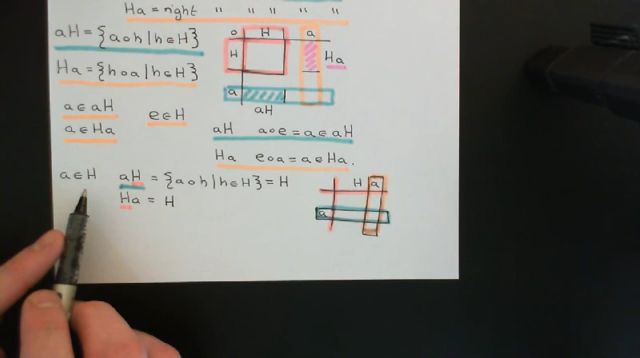 Ha = right " " " "
aH = {a∘h | h∈H}
Ha = {h∘a | h∈H}
∘ H a
H Ha
a
aH
a ∈ aH
a ∈ Ha
e ∈ H
aH a∘e = a ∈ aH
Ha e∘a = a ∈ Ha.
a ∈ H aH = {a∘h | h∈H} = H
Ha = H
H a
a